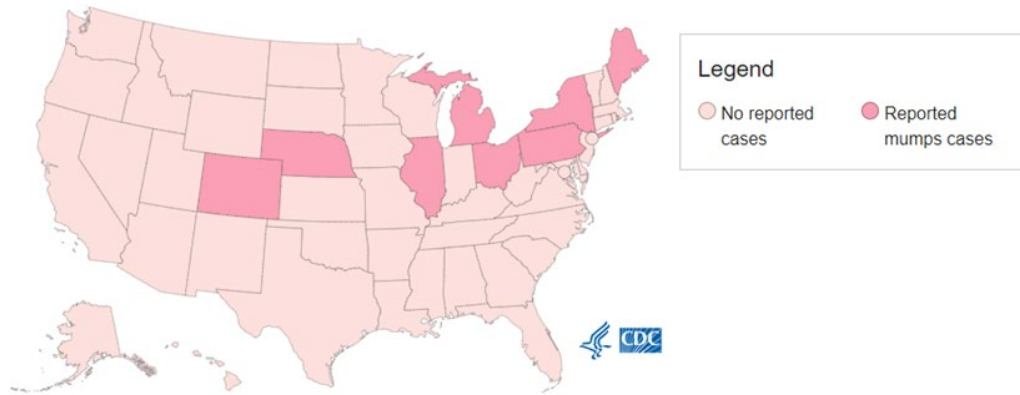 Legend
No reported
cases
Reported
mumps cases
CDC